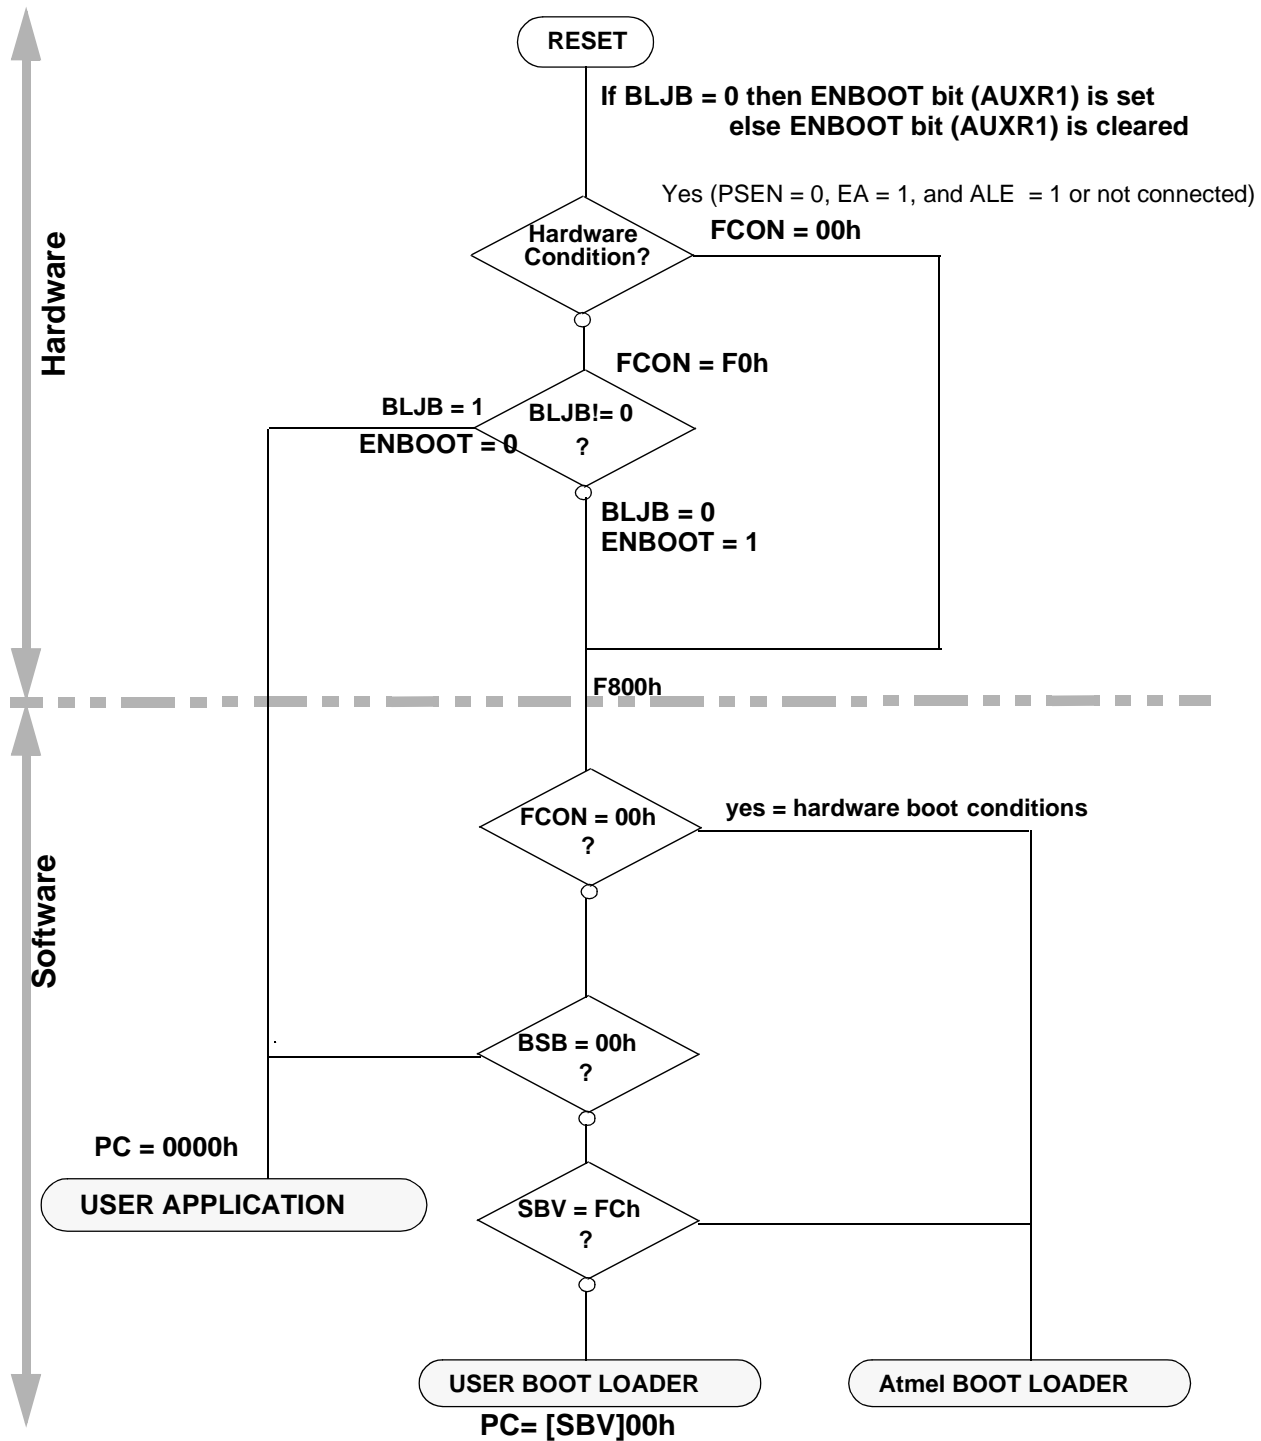 RESET
If BLJB = 0 then ENBOOT bit (AUXR1) is set
else ENBOOT bit (AUXR1) is cleared
Yes (PSEN = 0, EA = 1, and ALE = 1 or not connected)
FCON = 00h
Hardware
Condition?
Hardware
FCON = F0h
BLJB = 1
ENBOOT = 0
BLJB!= 0
?
BLJB = 0
ENBOOT = 1
F800h
FCON = 00h
?
yes = hardware boot conditions
Software
BSB = 00h
?
PC = 0000h
USER APPLICATION
SBV = FCh
?
USER BOOT LOADER
PC= [SBV]00h
Atmel BOOT LOADER